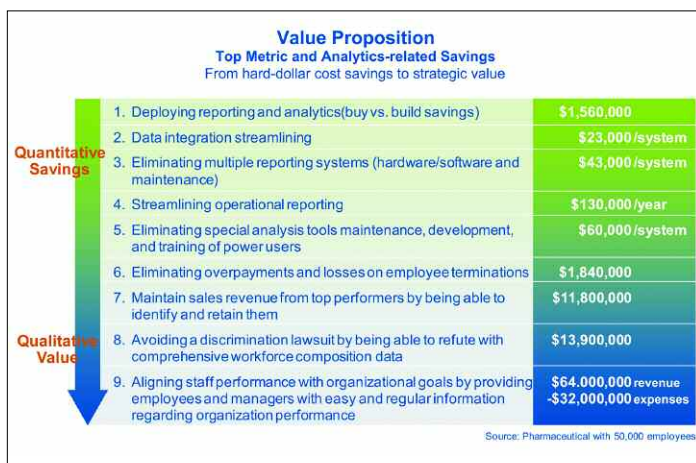 Value Proposition
Top Metric and Analytics-related Savings
From hard-dollar cost savings to strategic value
Quantitative
Savings
Qualitative
Value
1. Deploying reporting and analytics(buy vs. build savings) $1,560,000
2. Data integration streamlining $23,000/system
3. Eliminating multiple reporting systems (hardware/software and $43,000/system
maintenance)
4. Streamlining operational reporting $130,000/year
5. Eliminating special analysis tools maintenance, development, $60,000/system
and training of power users
6. Eliminating overpayments and losses on employee terminations $1,840,000
7. Maintain sales revenue from top performers by being able to $11,800,000
identify and retain them
8. Avoiding a discrimination lawsuit by being able to refute with $13,900,000
comprehensive workforce composition data
9. Aligning staff performance with organizational goals by providing $64.000,000 revenue
employees and managers with easy and regular information -$32,000,000 expenses
regarding organization performance
Source: Pharmaceutical with 50,000 employees